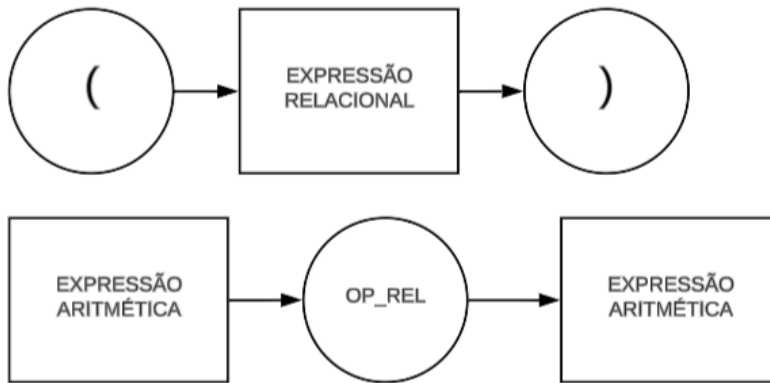 (
EXPRESSÃO
RELACIONAL
)
EXPRESSÃO
ARITMÉTICA
OP_REL
EXPRESSÃO
ARITMÉTICA